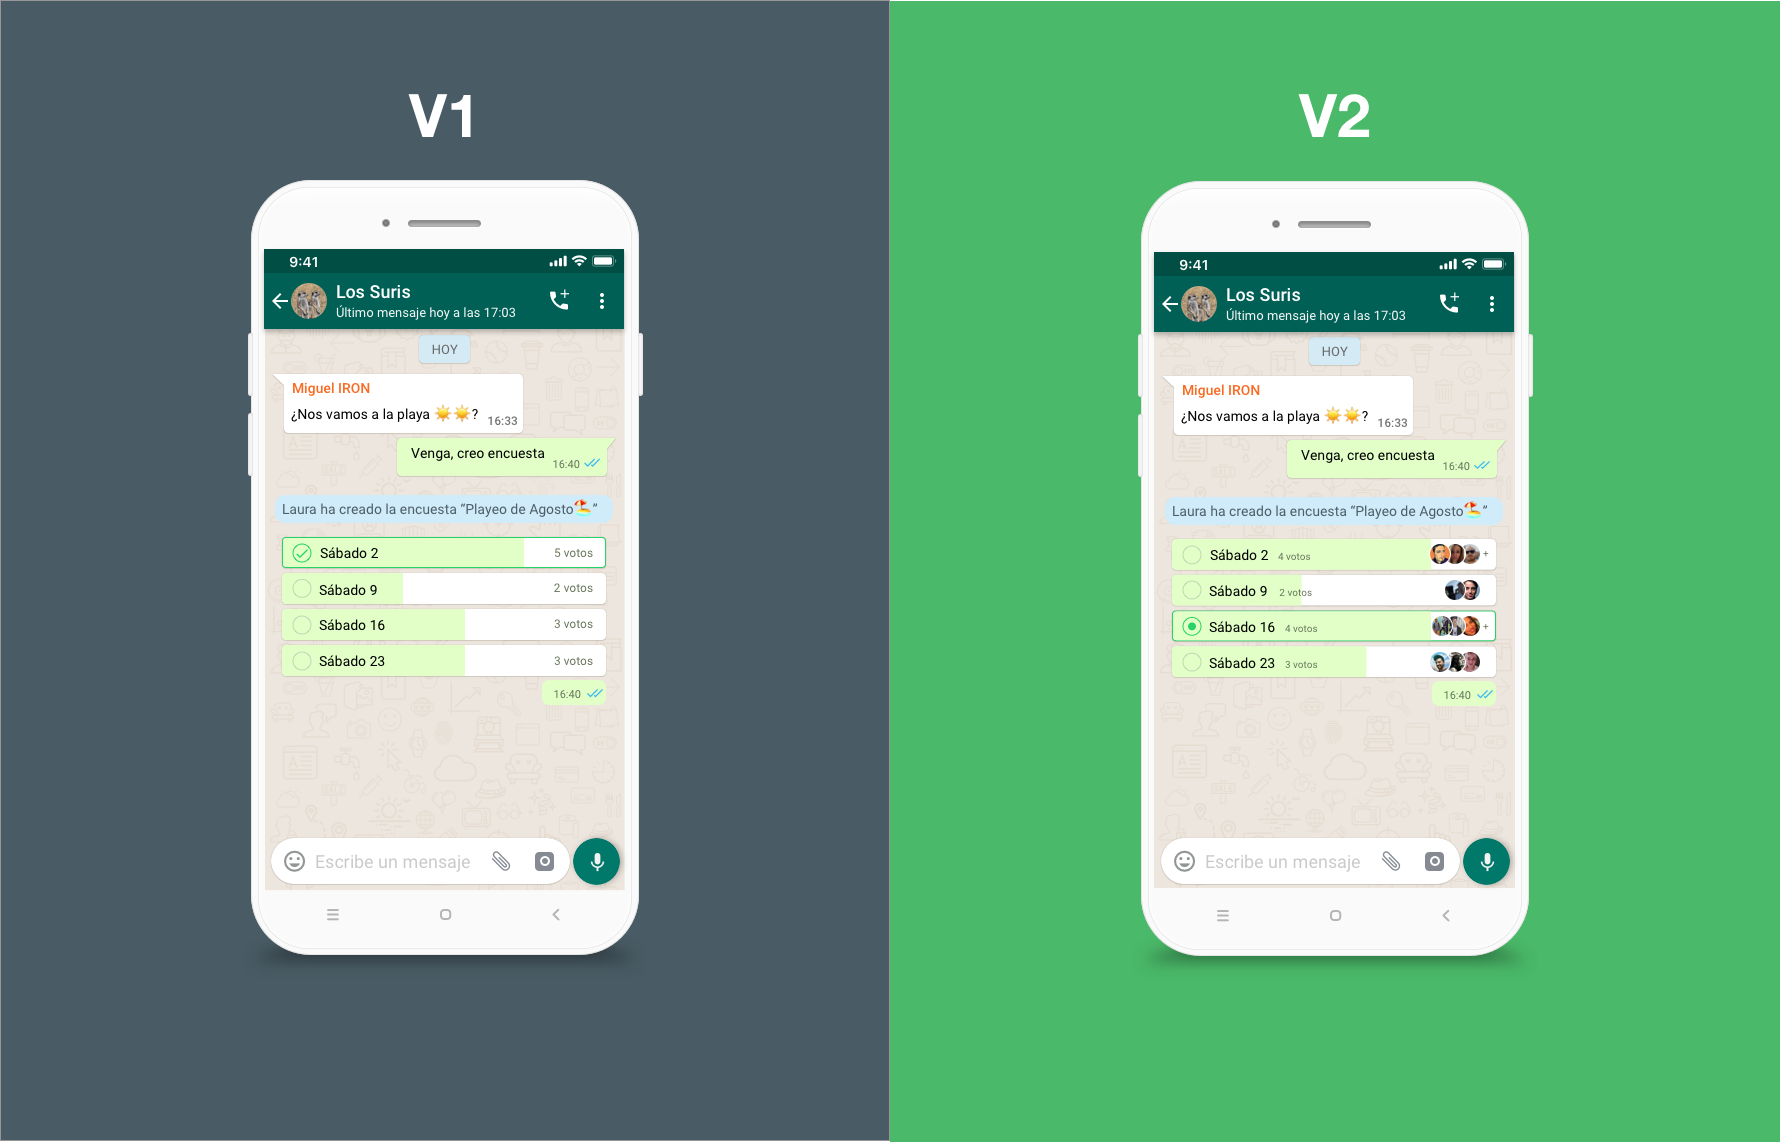 V1
9:41
Los Suris
Último mensaje hoy a las 17:03
HOY
Miguel IRON
¿Nos vamos a la playa ☀️☀️? 16:33
Venga, creo encuesta
16:40
Laura ha creado la encuesta “Playeo de Agosto🏖️”
Sábado 2 5 votos
Sábado 9 2 votos
Sábado 16 3 votos
Sábado 23 3 votos
16:40
Escribe un mensaje
V2
9:41
Los Suris
Último mensaje hoy a las 17:03
HOY
Miguel IRON
¿Nos vamos a la playa ☀️☀️? 16:33
Venga, creo encuesta
16:40
Laura ha creado la encuesta “Playeo de Agosto🏖️”
Sábado 2 4 votos +
Sábado 9 2 votos
Sábado 16 4 votos +
Sábado 23 3 votos
16:40
Escribe un mensaje